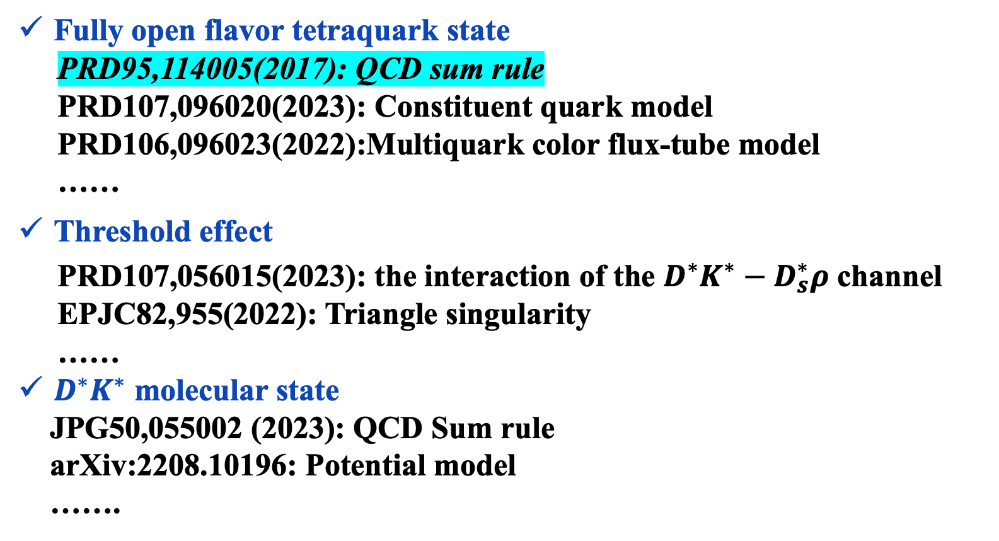 ✓ Fully open flavor tetraquark state
PRD95,114005(2017): QCD sum rule
PRD107,096020(2023): Constituent quark model
PRD106,096023(2022):Multiquark color flux-tube model
......
✓ Threshold effect
PRD107,056015(2023): the interaction of the $D^*K^* - D_s^*\rho$ channel
EPJC82,955(2022): Triangle singularity
......
✓ $D^*K^*$ molecular state
JPG50,055002 (2023): QCD Sum rule
arXiv:2208.10196: Potential model
.......